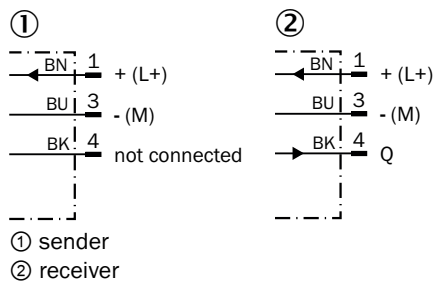 ① ②
BN 1 + (L+) BN 1 + (L+)
BU 3 - (M) BU 3 - (M)
BK 4 not connected BK 4 Q
① sender
② receiver